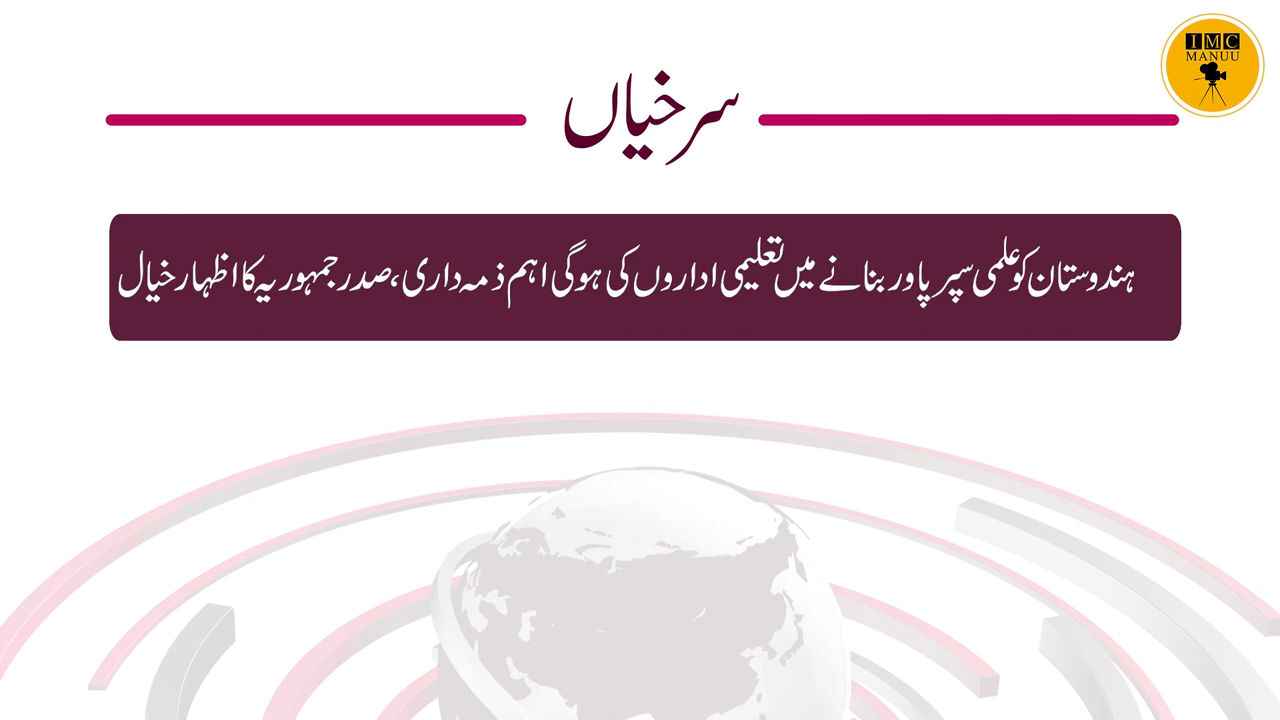 IMC
MANUU
سرخیاں
ہندوستان کو علمی سپر پاور بنانے میں تعلیمی اداروں کی ہوگی اہم ذمہ داری، صدر جمہوریہ کا اظہار خیال